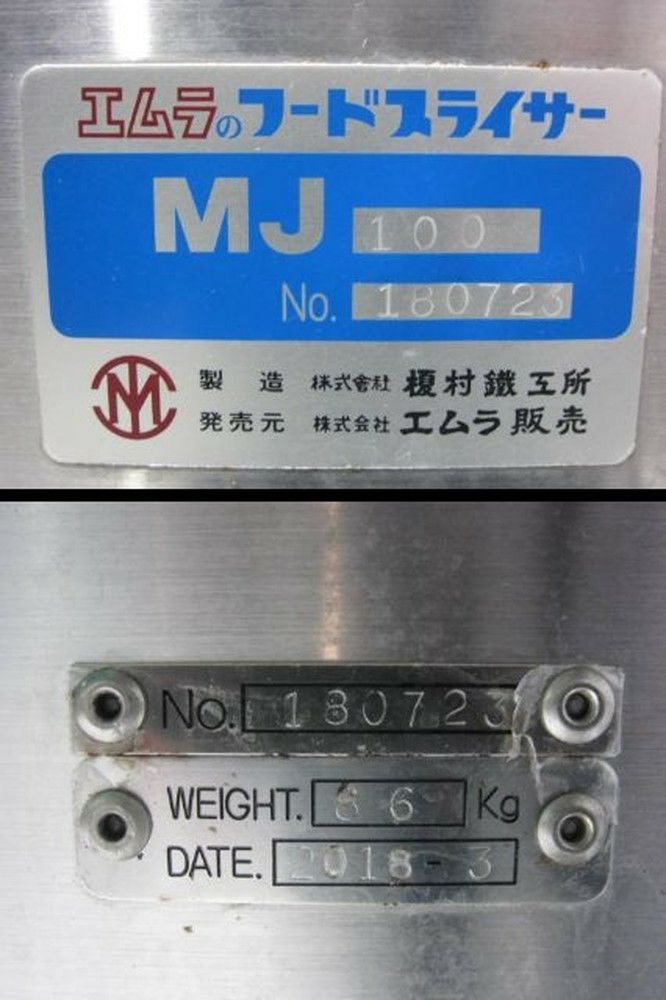 エムラのフードスライサー
MJ 100
No. 180723
製造 株式會社 榎村鐵工所
発売元 株式会社 エムラ販売
No. 180723
WEIGHT. 86 Kg
DATE. 2018-3